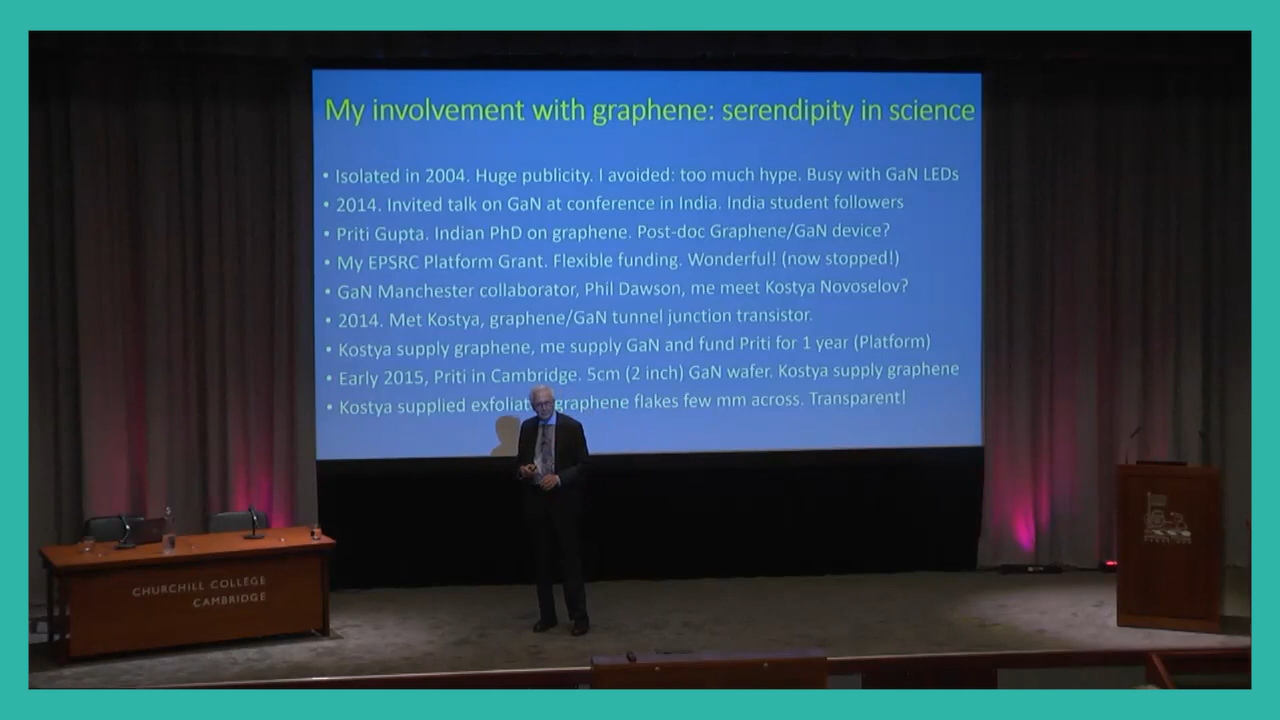 My involvement with graphene: serendipity in science
• Isolated in 2004. Huge publicity. I avoided: too much hype. Busy with GaN LEDs
• 2014. Invited talk on GaN at conference in India. India student followers
• Priti Gupta. Indian PhD on graphene. Post-doc Graphene/GaN device?
• My EPSRC Platform Grant. Flexible funding. Wonderful! (now stopped!)
• GaN Manchester collaborator, Phil Dawson, me meet Kostya Novoselov?
• 2014. Met Kostya, graphene/GaN tunnel junction transistor.
• Kostya supply graphene, me supply GaN and fund Priti for 1 year (Platform)
• Early 2015, Priti in Cambridge. 5cm (2 inch) GaN wafer. Kostya supply graphene
• Kostya supplied exfoliat graphene flakes few mm across. Transparent!
CHURCHILL COLLEGE
CAMBRIDGE